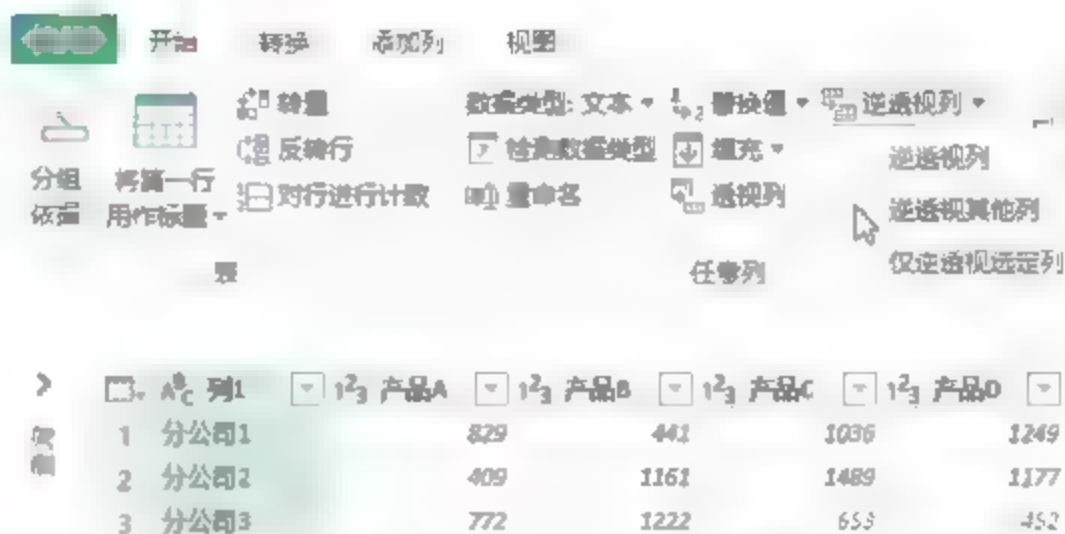 开始 转换 添加列 视图
转置 数据类型: 文本 替换值 逆透视列
反转行 检测数据类型 填充 逆透视列
分组 将第一行 对行进行计数 重命名 透视列 逆透视其他列
依据 用作标题 仅逆透视选定列
表 任意列
列1 产品A 产品B 产品C 产品D
1 分公司1 829 441 1036 1249
2 分公司2 409 1161 1489 1177
3 分公司3 772 1222 653 452